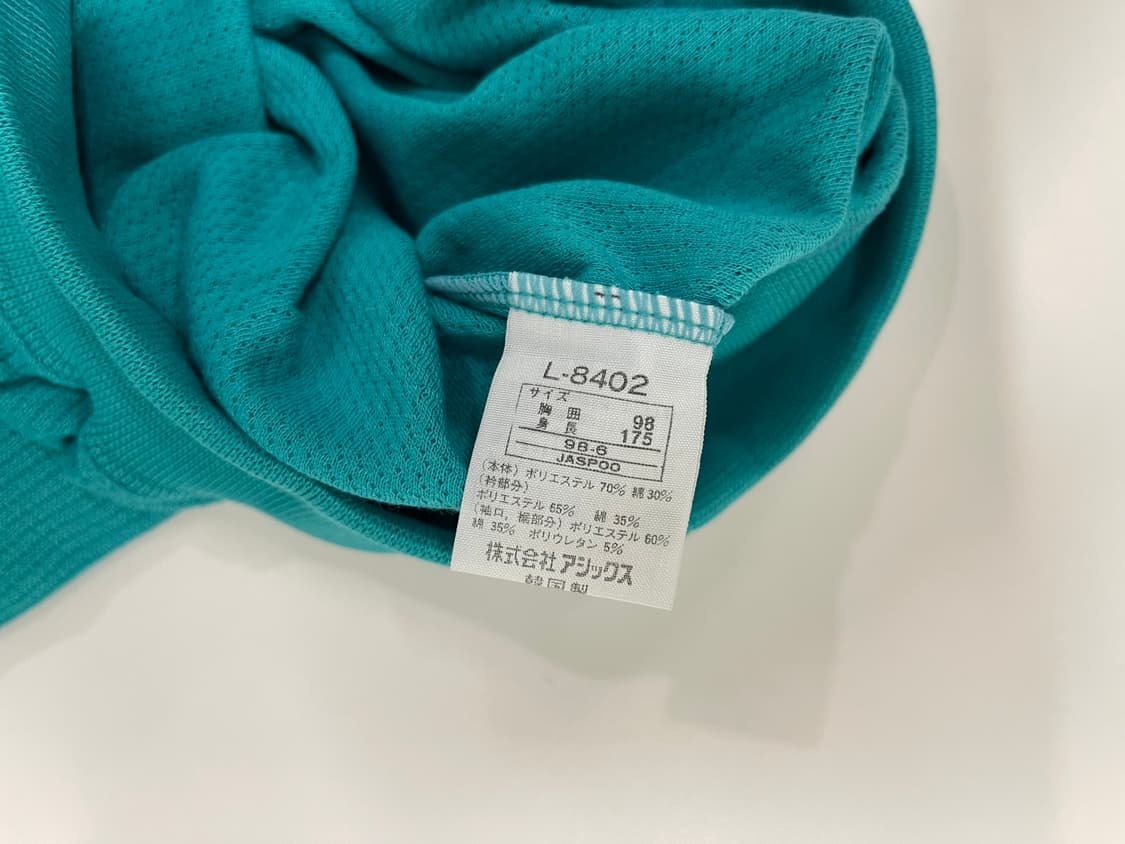 L-8402
サイズ
胸 囲 98
身 長 175
98-6
JASPOO
(本体) ポリエステル 70% 綿 30%
(衿部分)
ポリエステル 65% 綿 35%
(袖口, 裾部分) ポリエステル 60%
綿 35% ポリウレタン 5%
株式会社アシックス
韓国製